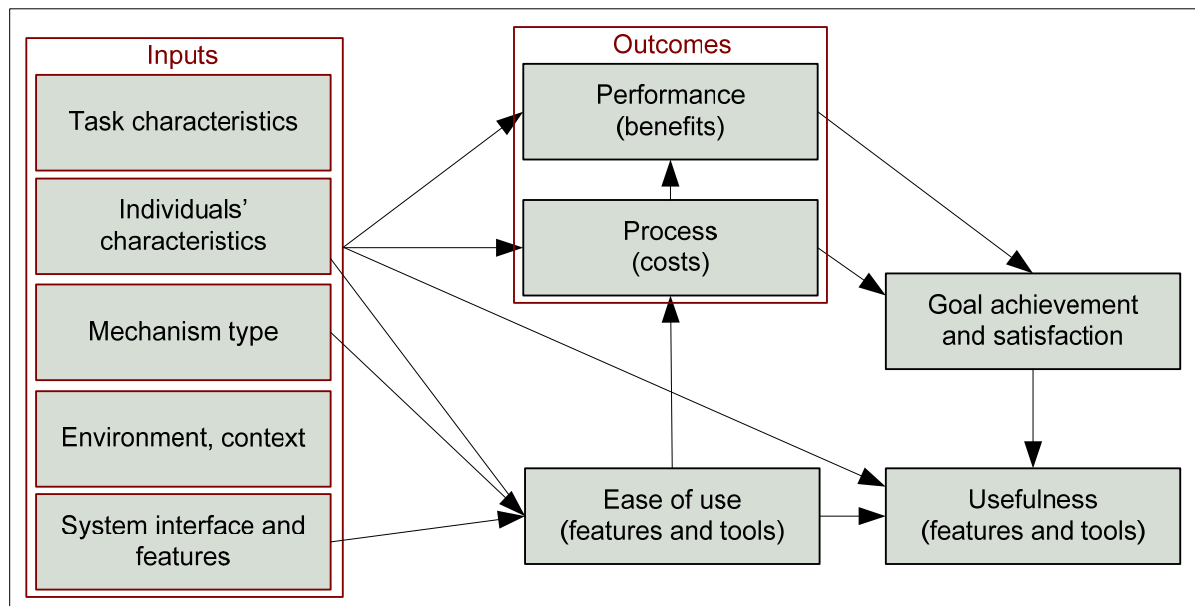 Inputs
Task characteristics
Individuals’
characteristics
Mechanism type
Environment, context
System interface and
features
Outcomes
Performance
(benefits)
Process
(costs)
Goal achievement
and satisfaction
Ease of use
(features and tools)
Usefulness
(features and tools)